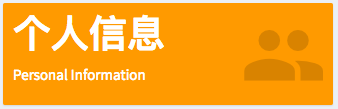 个人信息
Personal Information